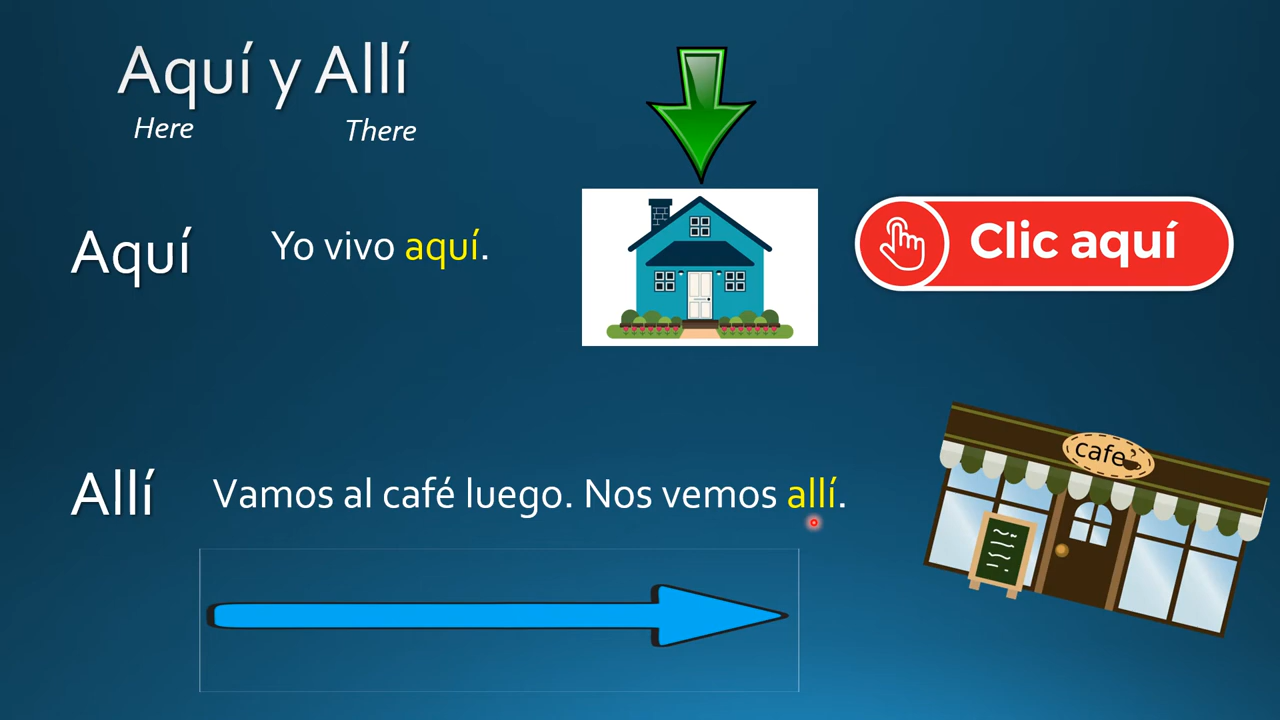 Aquí y Allí
Here There
Aquí Yo vivo aquí.
Clic aquí
Allí Vamos al café luego. Nos vemos allí.
cafe